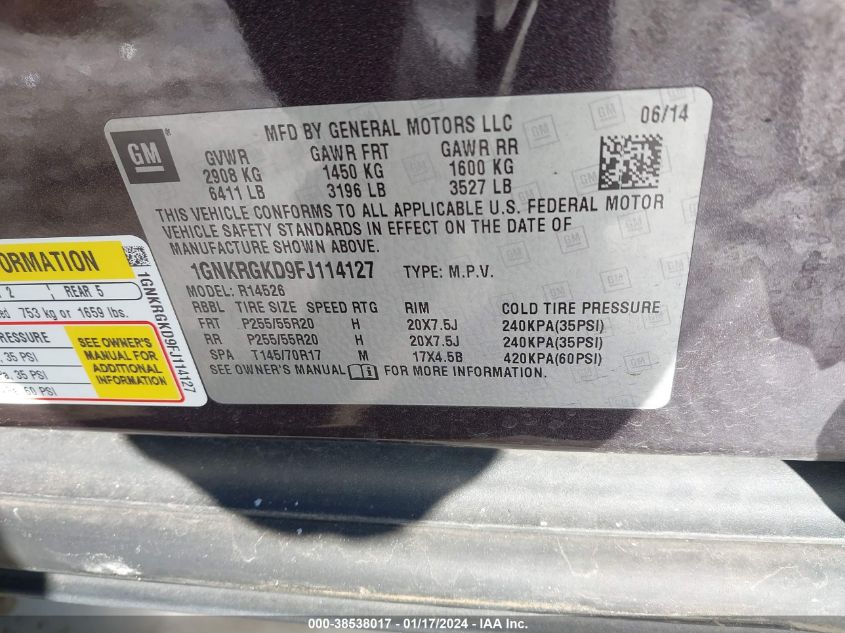 GM
MFD BY GENERAL MOTORS LLC
06/14
GVWR GAWR FRT GAWR RR
2908 KG 1450 KG 1600 KG
6411 LB 3196 LB 3527 LB
THIS VEHICLE CONFORMS TO ALL APPLICABLE U.S. FEDERAL MOTOR
VEHICLE SAFETY STANDARDS IN EFFECT ON THE DATE OF
MANUFACTURE SHOWN ABOVE.
1GNKRGKD9FJ114127 TYPE: M.P.V.
MODEL: R14526
RBBL TIRE SIZE SPEED RTG RIM COLD TIRE PRESSURE
FRT P255/55R20 H 20X7.5J 240KPA(35PSI)
RR P255/55R20 H 20X7.5J 240KPA(35PSI)
SPA T145/70R17 M 17X4.5B 420KPA(60PSI)
SEE OWNER'S MANUAL FOR MORE INFORMATION.
ORMATION
2 REAR 5
753 kg or 1659 lbs.
PRESSURE
35 PSI
35 PSI
60 PSI
SEE OWNER'S
MANUAL FOR
ADDITIONAL
INFORMATION
1GNKRGKD9FJ114127
000-38538017 — 01/17/2024 — IAAI.COM